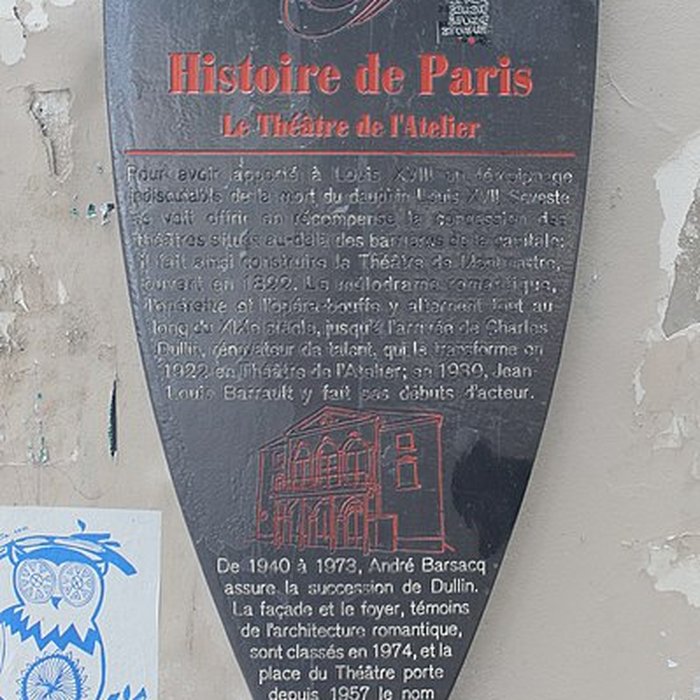 Histoire de Paris
Le Théâtre de l'Atelier
Pour avoir apporté à Louis XVIII un témoignage
indiscutable de la mort du dauphin Louis XVII, Seveste
se voit offrir en récompense la concession des
théâtres situés au-delà des barrières de la capitale;
il fait ainsi construire le Théâtre de Montmartre,
ouvert en 1822. Le mélodrame romantique,
l'opérette et l'opéra-bouffe y alternent tout au
long du XIXe siècle, jusqu'à l'arrivée de Charles
Dullin, rénovateur de talent, qui le transforme en
1922 en Théâtre de l'Atelier; en 1939, Jean-
Louis Barrault y fait ses débuts d'acteur.
De 1940 à 1973, André Barsacq
assure la succession de Dullin.
La façade et le foyer, témoins
de l'architecture romantique,
sont classés en 1974, et la
place du Théâtre porte
depuis 1957 le nom